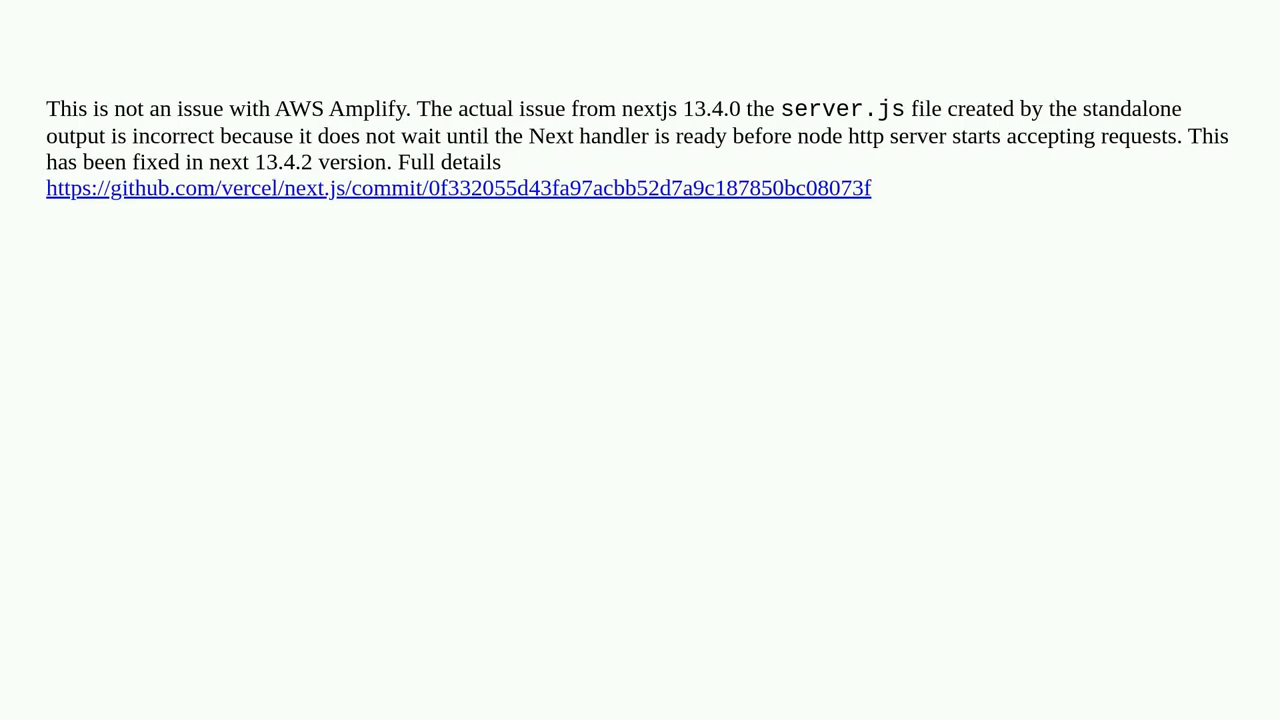 This is not an issue with AWS Amplify. The actual issue from nextjs 13.4.0 the server.js file created by the standalone
output is incorrect because it does not wait until the Next handler is ready before node http server starts accepting requests. This
has been fixed in next 13.4.2 version. Full details
https://github.com/vercel/next.js/commit/0f332055d43fa97acbb52d7a9c187850bc08073f